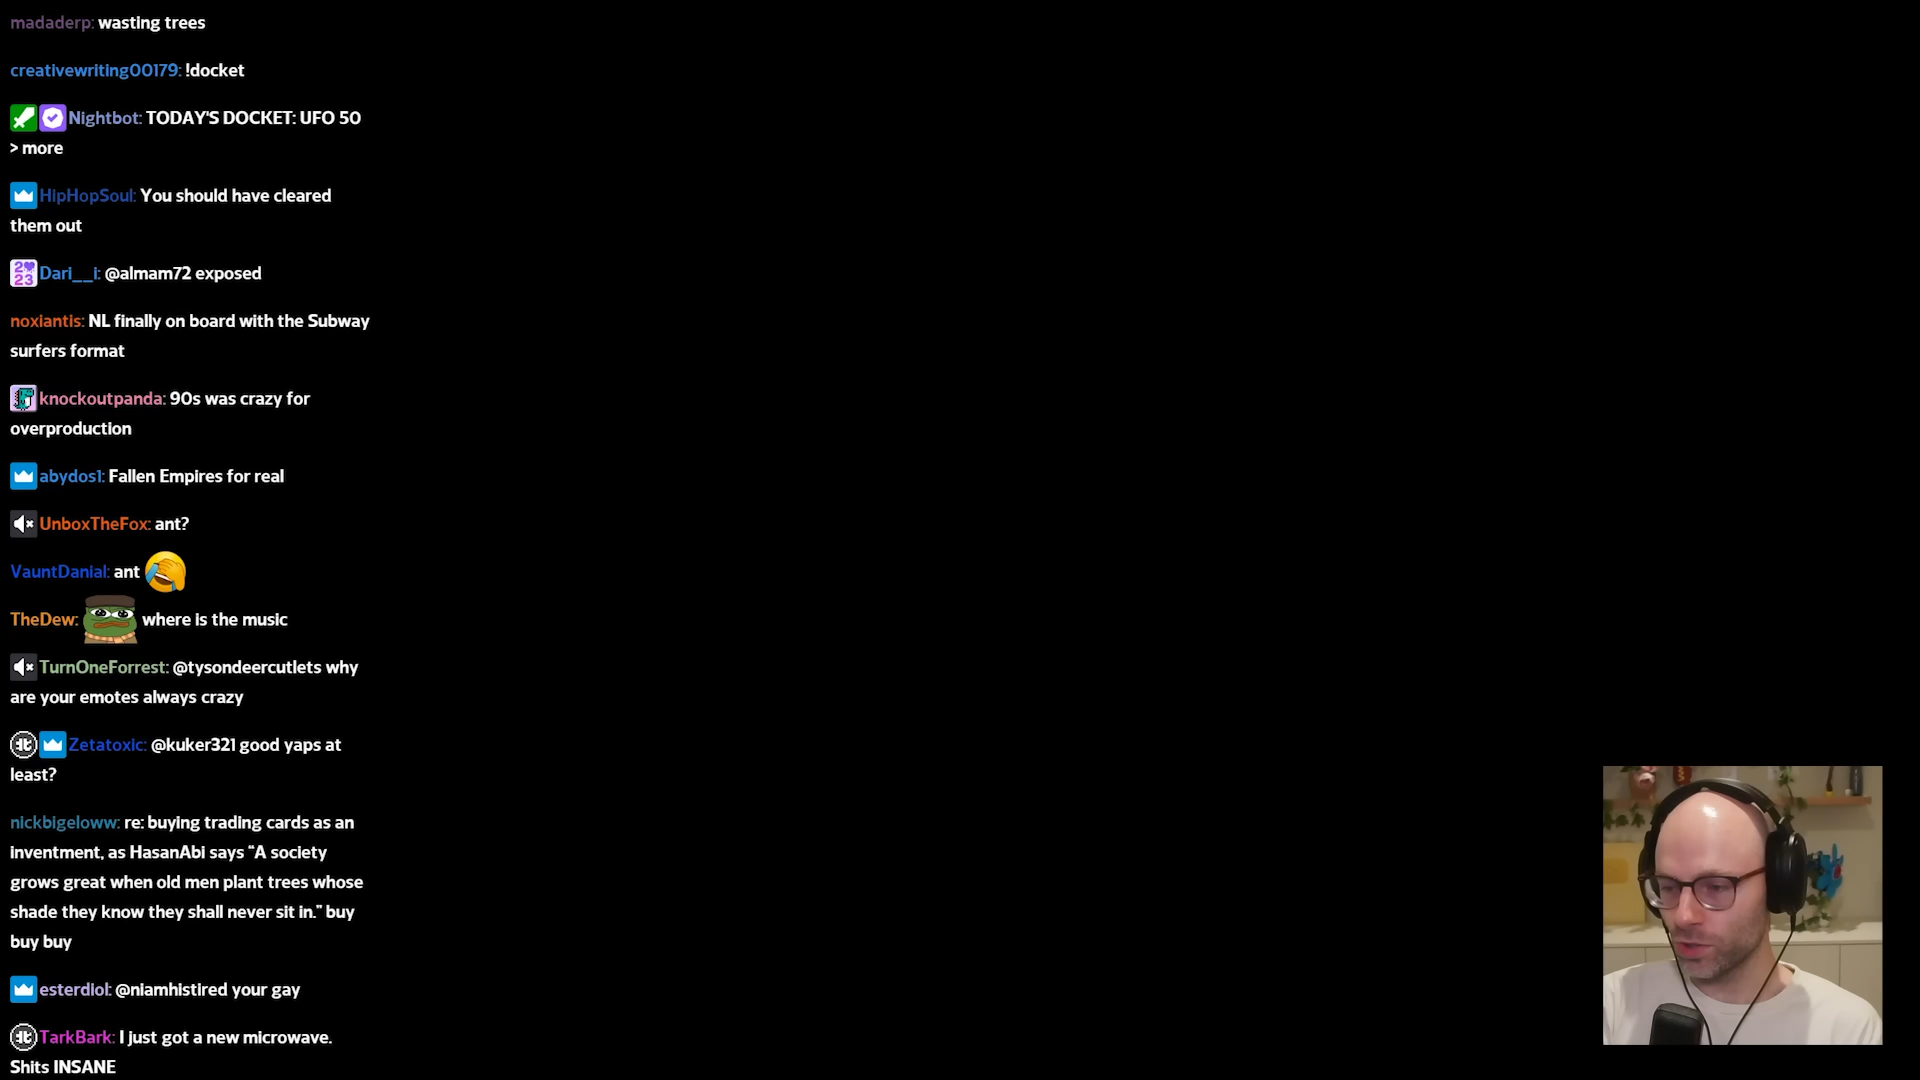 madaderp: wasting trees
creativewriting00179: !docket
Nightbot: TODAY'S DOCKET: UFO 50
> more
HipHopSoul: You should have cleared
them out
Dari__i: @almam72 exposed
noxiantis: NL finally on board with the Subway
surfers format
knockoutpanda: 90s was crazy for
overproduction
abydos1: Fallen Empires for real
UnboxTheFox: ant?
VauntDanial: ant
TheDew: where is the music
TurnOneForrest: @tysondeercutlets why
are your emotes always crazy
Zetatoxic: @kuker321 good yaps at
least?
nickbigeloww: re: buying trading cards as an
inventment, as HasanAbi says “A society
grows great when old men plant trees whose
shade they know they shall never sit in.” buy
buy buy
esterdiol: @niamhistired your gay
TarkBark: I just got a new microwave.
Shits INSANE